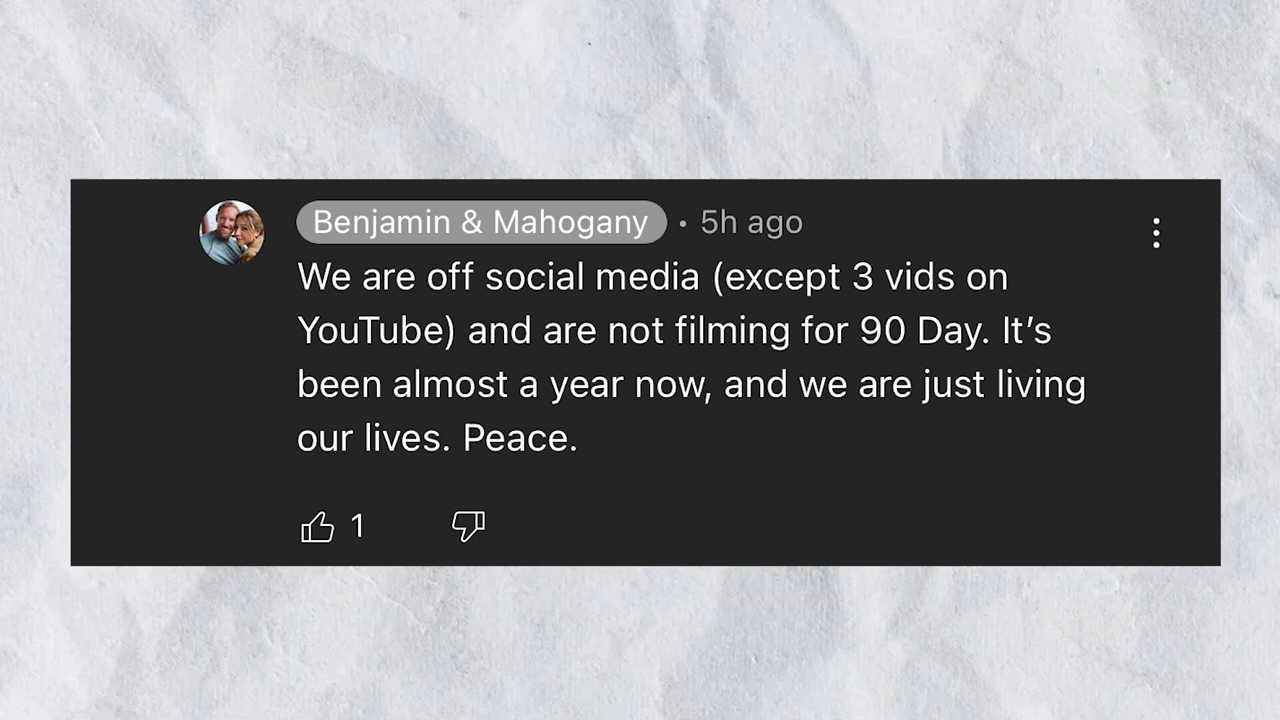 Benjamin & Mahogany • 5h ago
We are off social media (except 3 vids on
YouTube) and are not filming for 90 Day. It’s
been almost a year now, and we are just living
our lives. Peace.
1